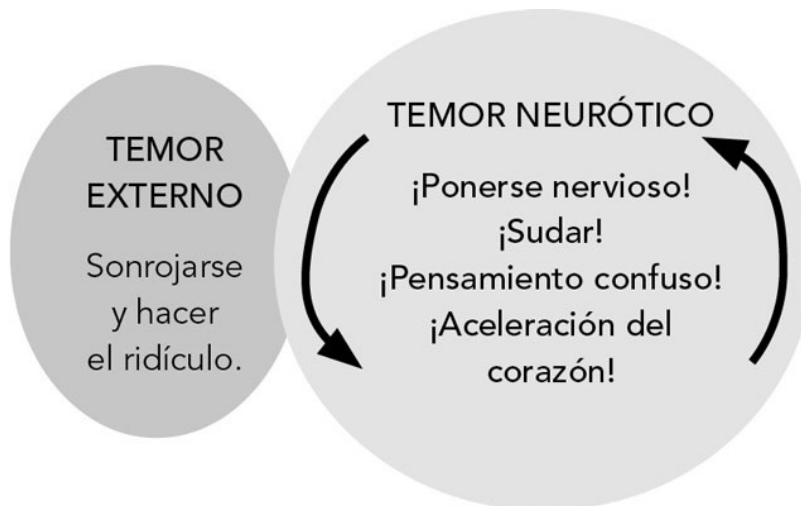 TEMOR
EXTERNO
Sonrojarse
y hacer
el ridículo.
TEMOR NEURÓTICO
¡Ponerse nervioso!
¡Sudar!
¡Pensamiento confuso!
¡Aceleración del
corazón!